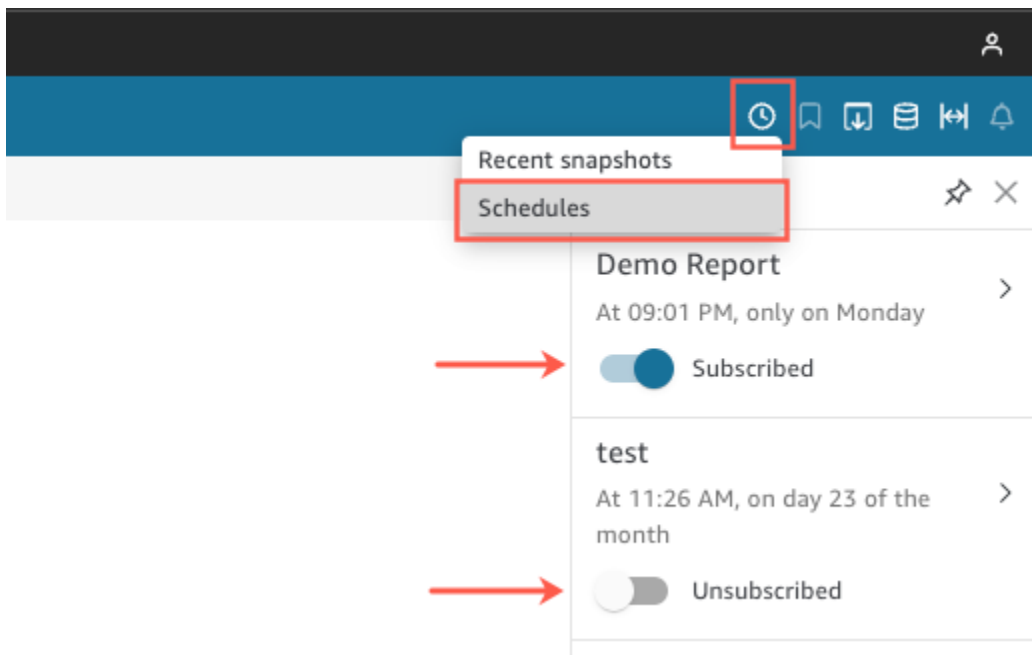 Recent snapshots
Schedules
Demo Report
At 09:01 PM, only on Monday
Subscribed
test
At 11:26 AM, on day 23 of the
month
Unsubscribed